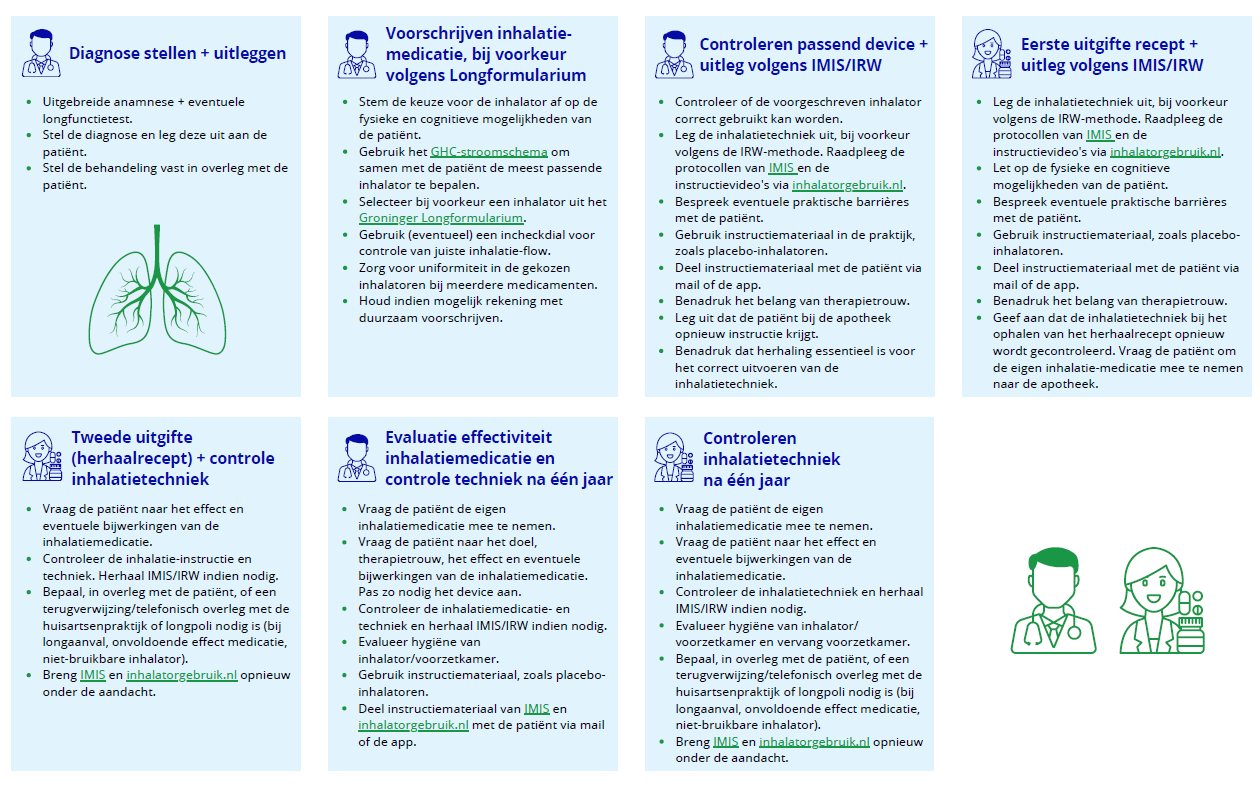 Diagnose stellen + uitleggen
• Uitgebreide anamnese + eventuele
longfunctietest.
• Stel de diagnose en leg deze uit aan de
patiënt.
• Stel de behandeling vast in overleg met de
patiënt.
Voorschrijven inhalatie-
medicatie, bij voorkeur
volgens Longformularium
• Stem de keuze voor de inhalator af op de
fysieke en cognitieve mogelijkheden van
de patiënt.
• Gebruik het GHC-stroomschema om
samen met de patiënt de meest passende
inhalator te bepalen.
• Selecteer bij voorkeur een inhalator uit het
Groninger Longformularium.
• Gebruik (eventueel) een incheckdial voor
controle van juiste inhalatie-flow.
• Zorg voor uniformiteit in de gekozen
inhalatoren bij meerdere medicamenten.
• Houd indien mogelijk rekening met
duurzaam voorschrijven.
Controleren passend device +
uitleg volgens IMIS/IRW
• Controleer of de voorgeschreven inhalator
correct gebruikt kan worden.
• Leg de inhalatietechniek uit, bij voorkeur
volgens de IRW-methode. Raadpleeg de
protocollen van IMIS en de
instructievideo's via inhalatorgebruik.nl.
• Bespreek eventuele praktische barrières
met de patiënt.
• Gebruik instructiemateriaal in de praktijk,
zoals placebo-inhalatoren.
• Deel instructiemateriaal met de patiënt via
mail of de app.
• Benadruk het belang van therapietrouw.
• Leg uit dat de patiënt bij de apotheek
opnieuw instructie krijgt.
• Benadruk dat herhaling essentieel is voor
het correct uitvoeren van de
inhalatietechniek.
Eerste uitgifte recept +
uitleg volgens IMIS/IRW
• Leg de inhalatietechniek uit, bij voorkeur
volgens de IRW-methode. Raadpleeg de
protocollen van IMIS en de
instructievideo's via inhalatorgebruik.nl.
• Let op de fysieke en cognitieve
mogelijkheden van de patiënt.
• Bespreek eventuele praktische barrières
met de patiënt.
• Gebruik instructiemateriaal, zoals placebo-
inhalatoren.
• Deel instructiemateriaal met de patiënt via
mail of de app.
• Benadruk het belang van therapietrouw.
• Geef aan dat de inhalatietechniek bij het
ophalen van het herhaalrecept opnieuw
wordt gecontroleerd. Vraag de patiënt om
de eigen inhalatie-medicatie mee te nemen
naar de apotheek.
Tweede uitgifte
(herhaalrecept) + controle
inhalatietechniek
• Vraag de patiënt naar het effect en
eventuele bijwerkingen van de
inhalatiemedicatie.
• Controleer de inhalatie-instructie en
techniek. Herhaal IMIS/IRW indien nodig.
• Bepaal, in overleg met de patiënt, of een
terugverwijzing/telefonisch overleg met de
huisartsenpraktijk of longpoli nodig is (bij
longaanval, onvoldoende effect medicatie,
niet-bruikbare inhalator).
• Breng IMIS en inhalatorgebruik.nl opnieuw
onder de aandacht.
Evaluatie effectiviteit
inhalatiemedicatie en
controle techniek na één jaar
• Vraag de patiënt de eigen
inhalatiemedicatie mee te nemen.
• Vraag de patiënt naar het doel,
therapietrouw, het effect en eventuele
bijwerkingen van de inhalatiemedicatie.
Pas zo nodig het device aan.
• Controleer de inhalatiemedicatie- en
techniek en herhaal IMIS/IRW indien nodig.
• Evalueer hygiëne van
inhalator/voorzetkamer.
• Gebruik instructiemateriaal, zoals placebo-
inhalatoren.
• Deel instructiemateriaal van IMIS en
inhalatorgebruik.nl met de patiënt via mail
of de app.
Controleren
inhalatietechniek
na één jaar
• Vraag de patiënt de eigen
inhalatiemedicatie mee te nemen.
• Vraag de patiënt naar het effect en
eventuele bijwerkingen van de
inhalatiemedicatie.
• Controleer de inhalatietechniek en herhaal
IMIS/IRW indien nodig.
• Evalueer hygiëne van inhalator/
voorzetkamer en vervang voorzetkamer.
• Bepaal, in overleg met de patiënt, of een
terugverwijzing/telefonisch overleg met de
huisartsenpraktijk of longpoli nodig is (bij
longaanval, onvoldoende effect medicatie,
niet-bruikbare inhalator).
• Breng IMIS en inhalatorgebruik.nl opnieuw
onder de aandacht.